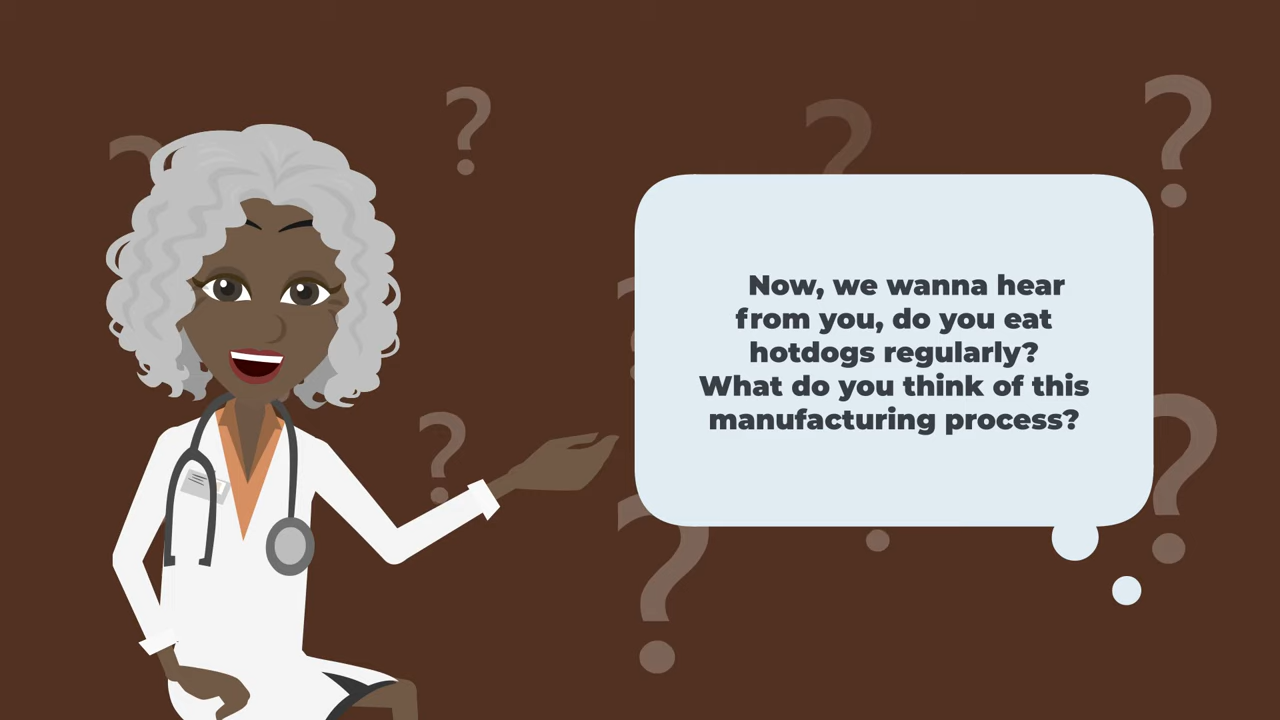 Now, we wanna hear
from you, do you eat
hotdogs regularly?
What do you think of this
manufacturing process?